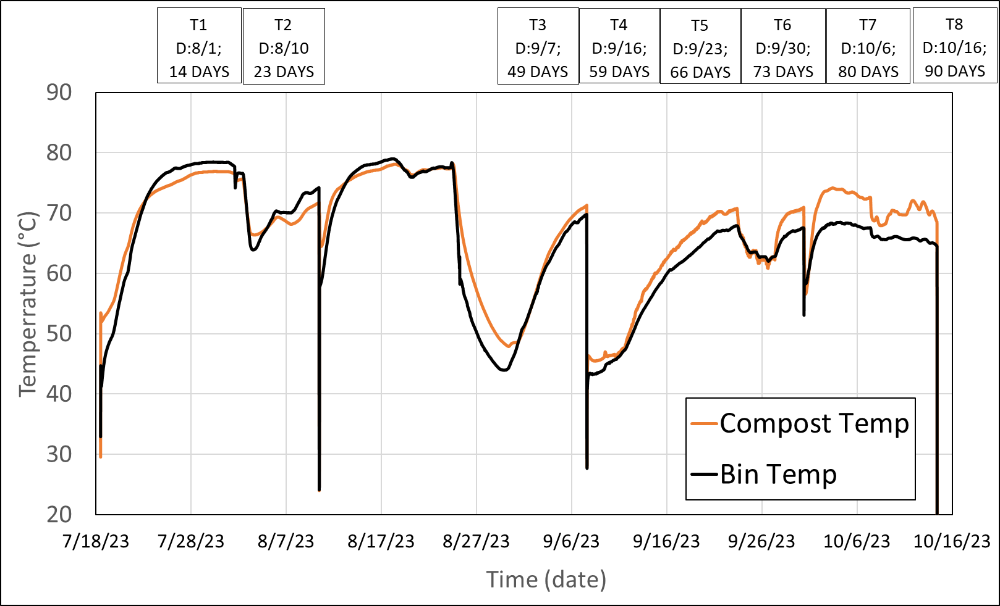 T1
D:8/1;
14 DAYS
T2
D:8/10
23 DAYS
T3
D:9/7;
49 DAYS
T4
D:9/16;
59 DAYS
T5
D:9/23;
66 DAYS
T6
D:9/30;
73 DAYS
T7
D:10/6;
80 DAYS
T8
D:10/16;
90 DAYS
90
80
70
60
50
40
30
20
Temperrature (°C)
Compost Temp
Bin Temp
7/18/23
7/28/23
8/7/23
8/17/23
8/27/23
9/6/23
9/16/23
9/26/23
10/6/23
10/16/23
Time (date)